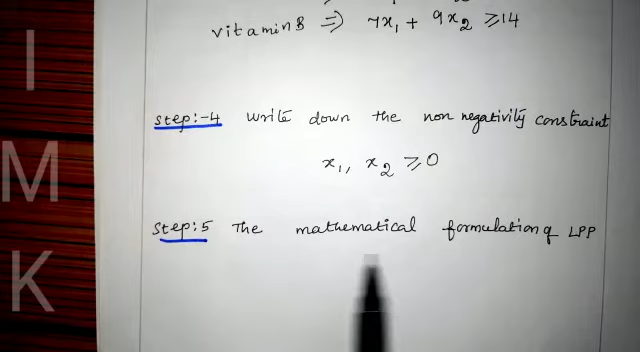 vitamin B ⇒ 7x₁ + 9x₂ ≥ 14
step:-4 write down the non negativity constraint
x₁, x₂ ≥ 0
step:5 The mathematical formulation of LPP
I
M
K